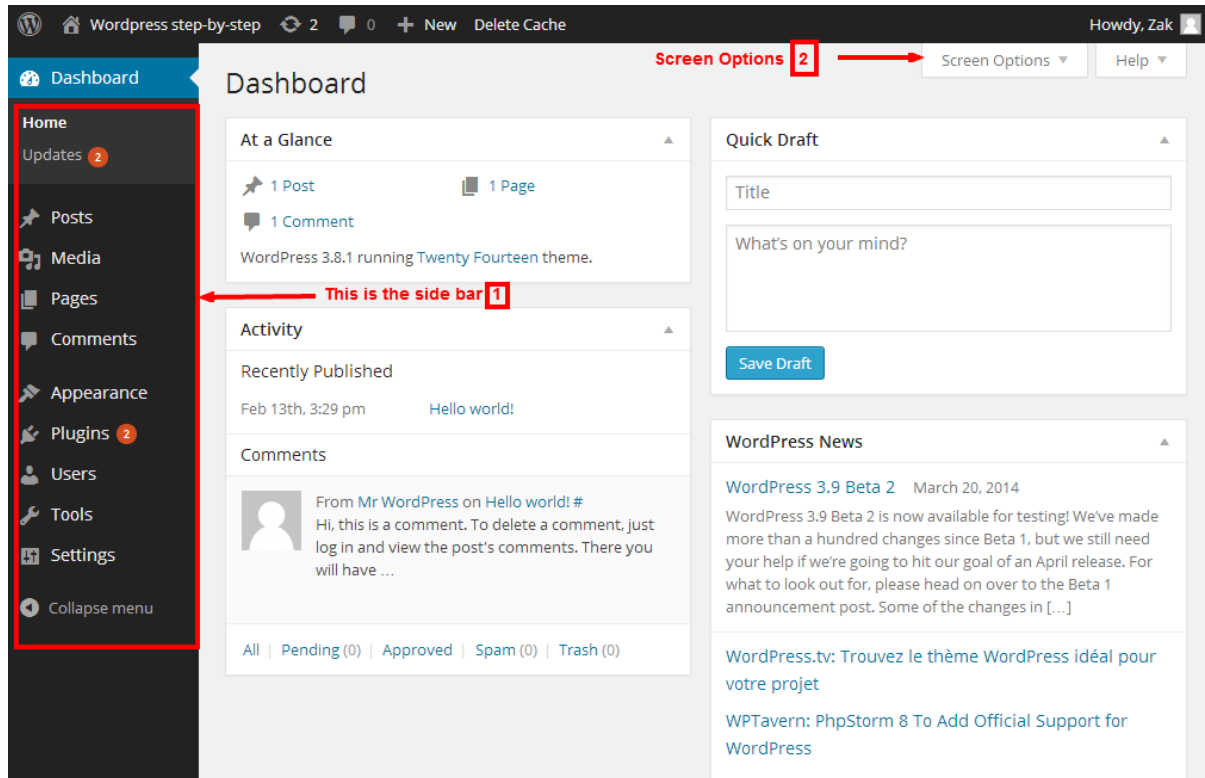 Wordpress step-by-step 2 0 New Delete Cache Howdy, Zak
Screen Options 2
Screen Options Help
Dashboard
Home
Updates 2
Posts
Media
Pages
Comments
Appearance
Plugins 2
Users
Tools
Settings
Collapse menu
Dashboard
At a Glance
1 Post 1 Page
1 Comment
WordPress 3.8.1 running Twenty Fourteen theme.
This is the side bar 1
Activity
Recently Published
Feb 13th, 3:29 pm Hello world!
Comments
From Mr WordPress on Hello world! #
Hi, this is a comment. To delete a comment, just
log in and view the post's comments. There you
will have …
All | Pending (0) | Approved | Spam (0) | Trash (0)
Quick Draft
Title
What's on your mind?
Save Draft
WordPress News
WordPress 3.9 Beta 2 March 20, 2014
WordPress 3.9 Beta 2 is now available for testing! We've made
more than a hundred changes since Beta 1, but we still need
your help if we're going to hit our goal of an April release. For
what to look out for, please head on over to the Beta 1
announcement post. Some of the changes in […]
WordPress.tv: Trouvez le thème WordPress idéal pour
votre projet
WPTavern: PhpStorm 8 To Add Official Support for
WordPress